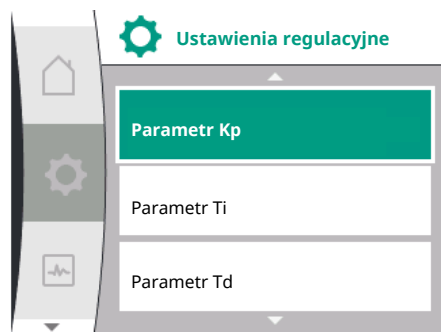 Ustawienia regulacyjne
Parametr Kp
Parametr Ti
Parametr Td